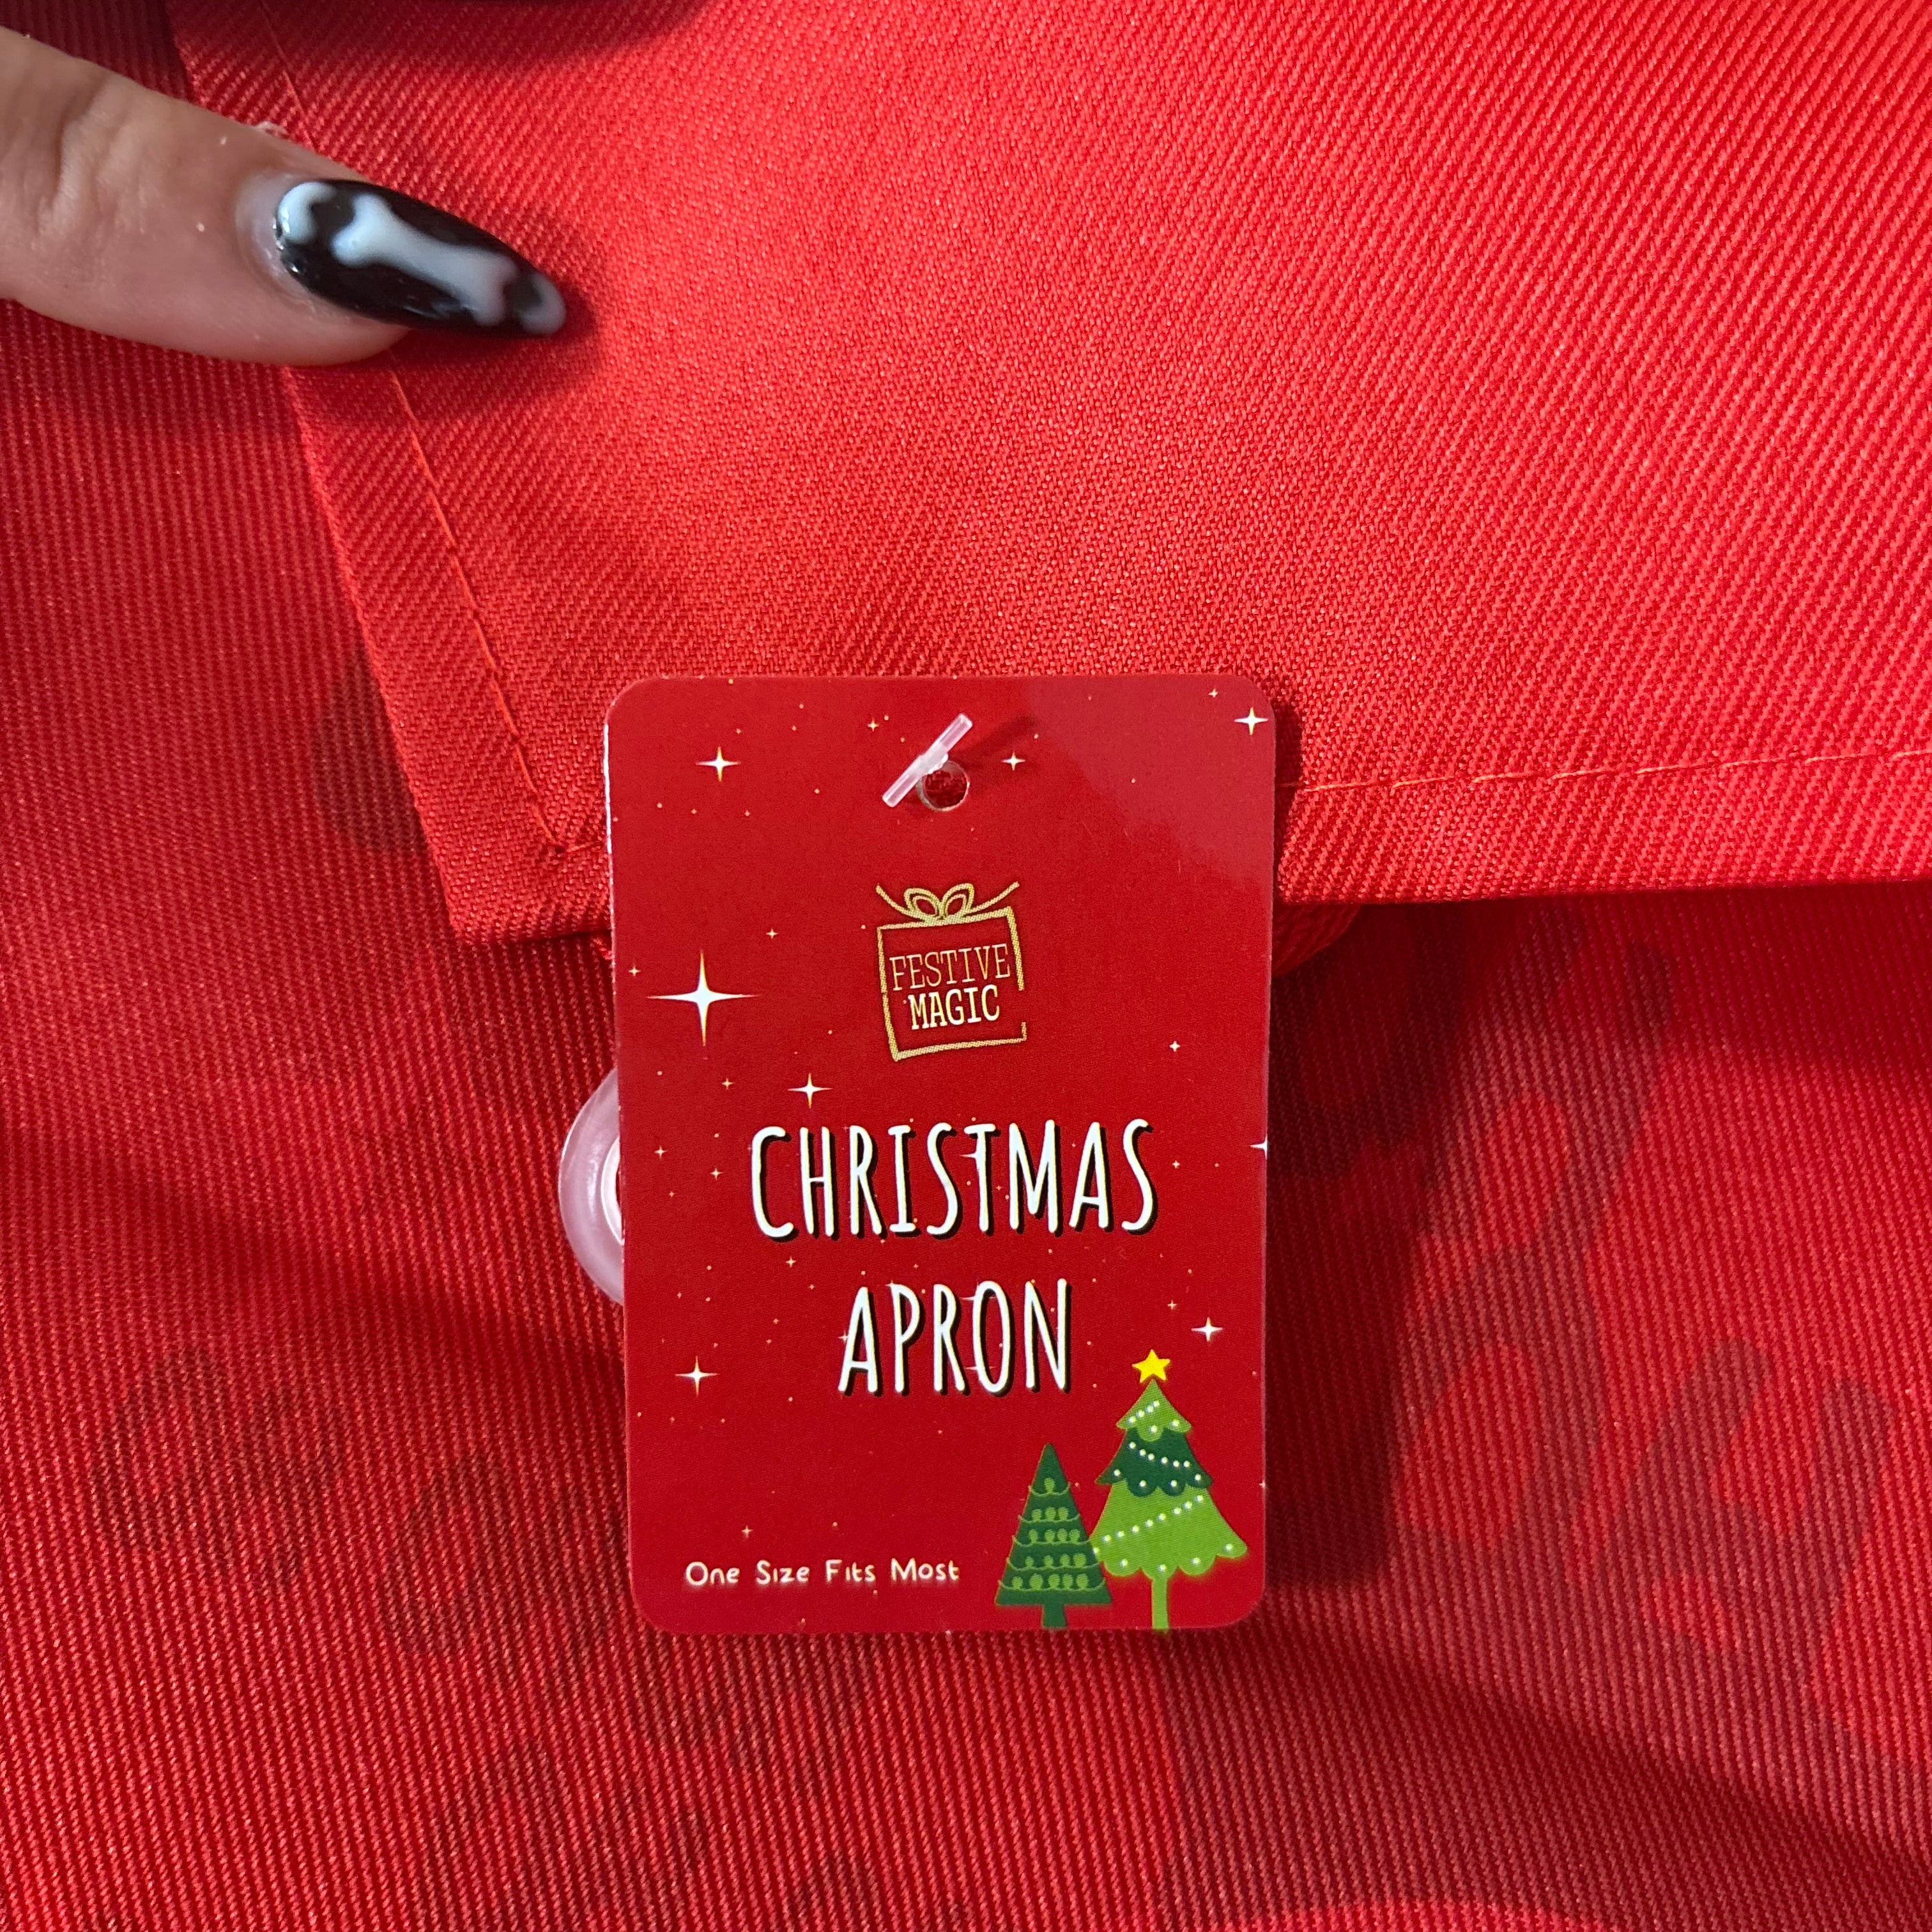 FESTIVE
MAGIC
CHRISTMAS
APRON
One Size Fits Most